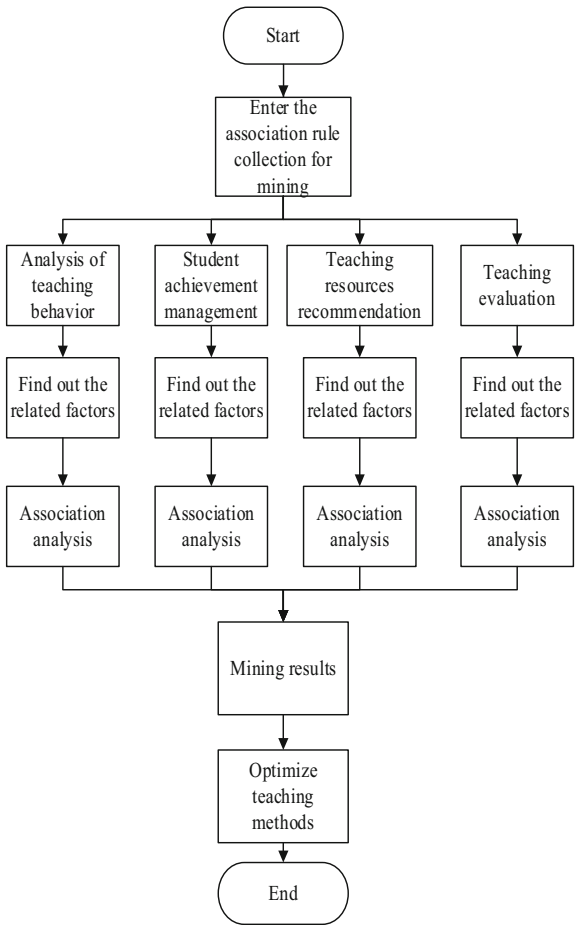 Start
Enter the
association rule
collection for
mining
Analysis of
teaching
behavior
Student
achievement
management
Teaching
resources
recommendation
Teaching
evaluation
Find out the
related factors
Find out the
related factors
Find out the
related factors
Find out the
related factors
Association
analysis
Association
analysis
Association
analysis
Association
analysis
Mining results
Optimize
teaching
methods
End